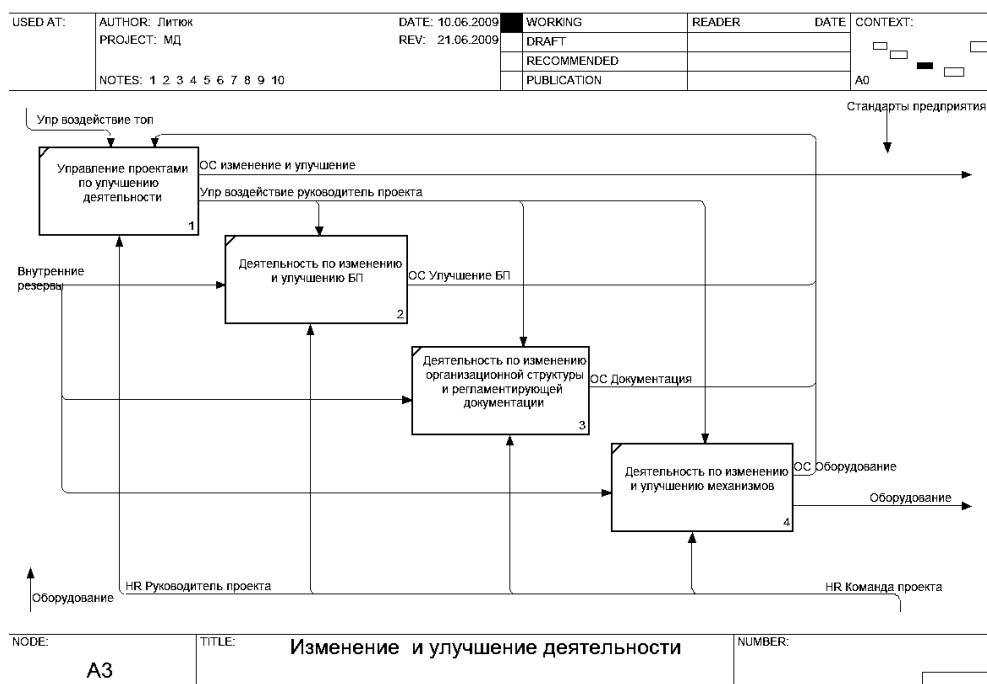 USED AT:
AUTHOR: Литюк
DATE: 10.06.2009
WORKING
READER
DATE
CONTEXT:
PROJECT: МД
REV: 21.06.2009
DRAFT
RECOMMENDED
NOTES: 1 2 3 4 5 6 7 8 9 10
PUBLICATION
A0
Стандарты предприятия
Упр воздействие топ
Управление проектами
по улучшению
деятельности
1
ОС изменение и улучшение
Упр воздействие руководитель проекта
Внутренние
резервы
Деятельность по изменению
и улучшению БП
2
ОС Улучшение БП
Деятельность по изменению
организационной структуры
и регламентирующей
документации
3
ОС Документация
Деятельность по изменению
и улучшению механизмов
4
ОС Оборудование
Оборудование
HR Руководитель проекта
HR Команда проекта
Оборудование
NODE:
TITLE:
Изменение и улучшение деятельности
NUMBER:
A3